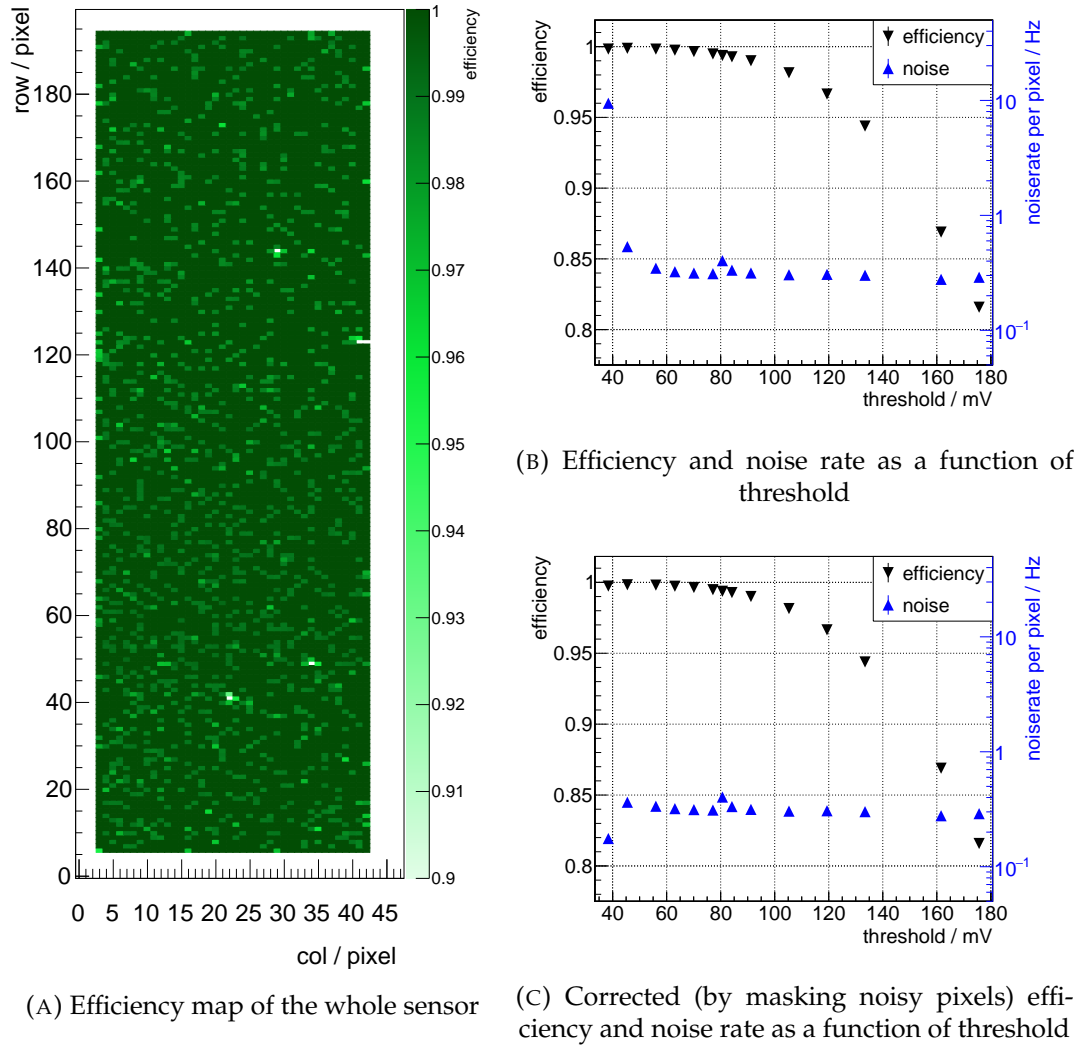 row / pixel
180
160
140
120
100
80
60
40
20
0
0 5 10 15 22 25 30 35 40 45
col / pixel
1
0.99
0.98
0.97
0.96
0.95
0.94
0.93
0.92
0.91
0.9
efficiency
(A) Efficiency map of the whole sensor
efficiency
1
0.95
0.9
0.85
0.8
40 60 80 100 120 140 160 180
threshold / mV
efficiency
noise
10
1
10⁻¹
noiserate per pixel / Hz
(B) Efficiency and noise rate as a function of
threshold
efficiency
1
0.95
0.9
0.85
0.8
40 60 80 100 120 140 160 180
threshold / mV
efficiency
noise
10
1
10⁻¹
noiserate per pixel / Hz
(C) Corrected (by masking noisy pixels) effi-
ciency and noise rate as a function of threshold